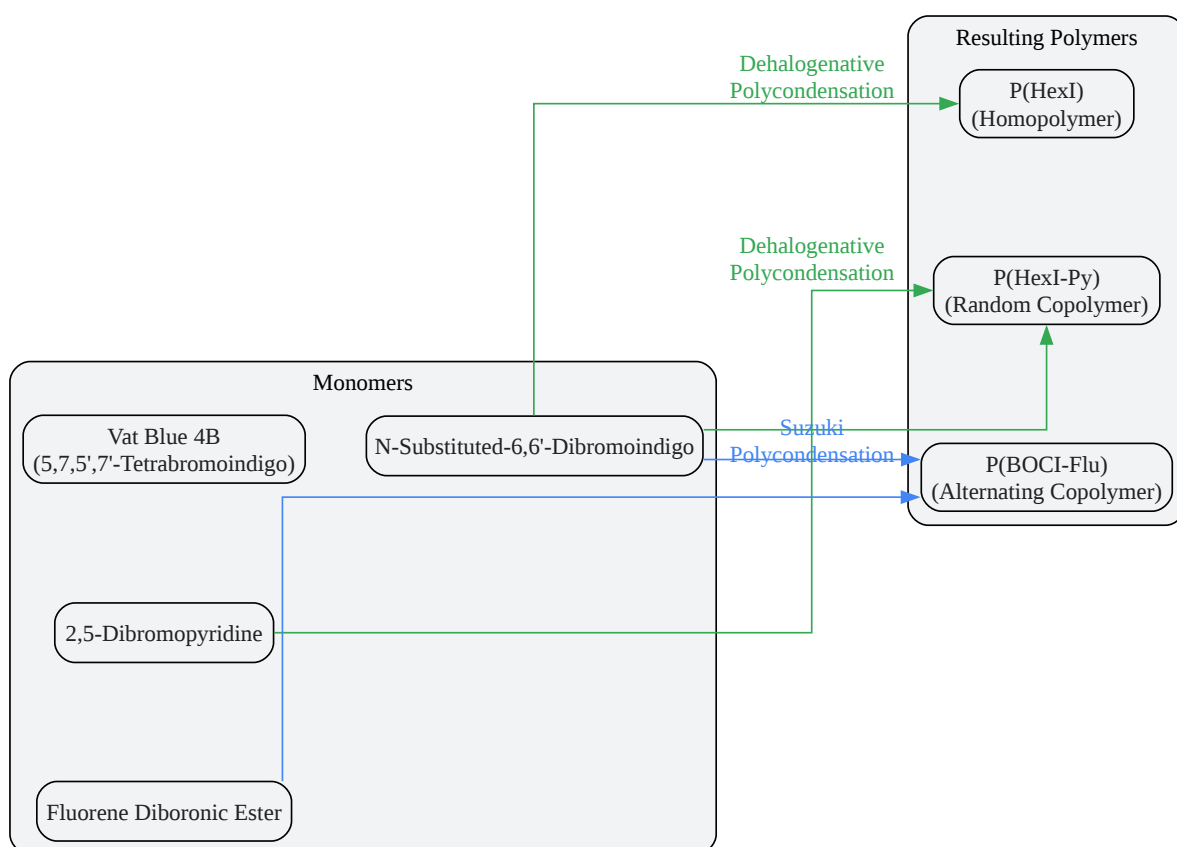 Resulting Polymers
Dehalogenative
Polycondensation
P(HexI)
(Homopolymer)
Dehalogenative
Polycondensation
P(HexI-Py)
(Random Copolymer)
Monomers
Vat Blue 4B
(5,7,5',7'-Tetrabromoindigo)
N-Substituted-6,6'-Dibromoindigo
Suzuki
Polycondensation
P(BOCI-Flu)
(Alternating Copolymer)
2,5-Dibromopyridine
Fluorene Diboronic Ester